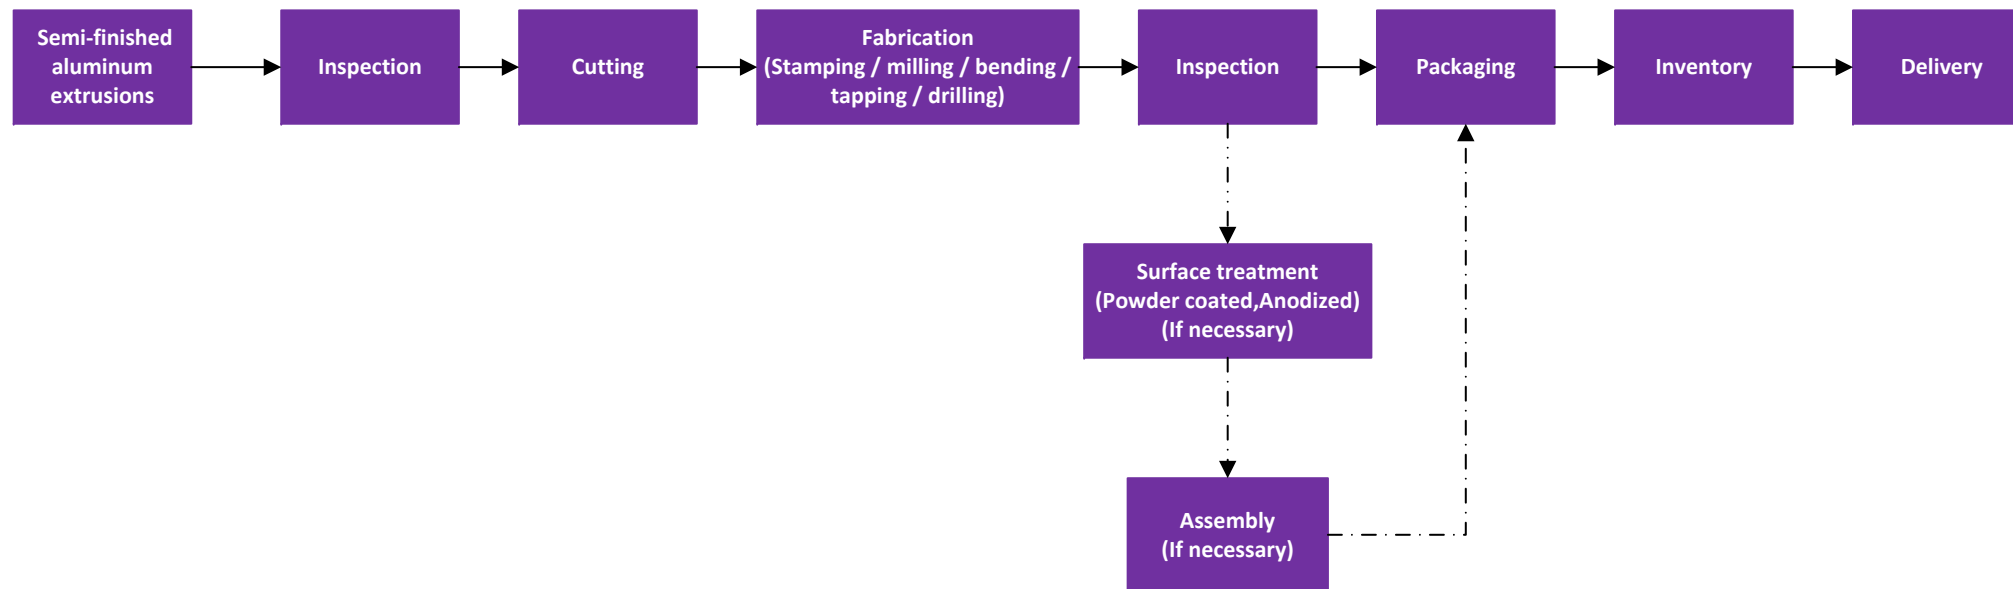 Semi-finished
aluminum
extrusions
Inspection
Cutting
Fabrication
(Stamping / milling / bending /
tapping / drilling)
Inspection
Packaging
Inventory
Delivery
Surface treatment
(Powder coated,Anodized)
(If necessary)
Assembly
(If necessary)